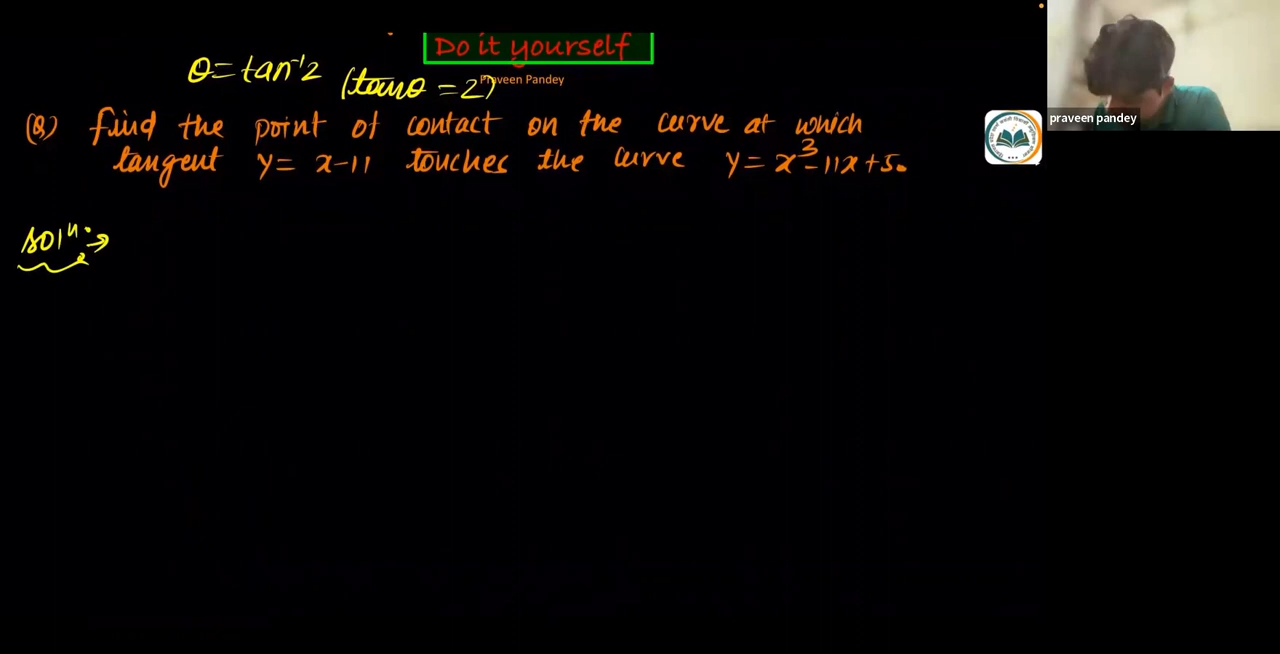 Do it yourself
θ = tan⁻¹2 (tanθ = 2)
Praveen Pandey
(Q) find the point of contact on the curve at which
tangent y = x-11 touches the curve y = x³-11x+5.
praveen pandey
Solⁿ:→